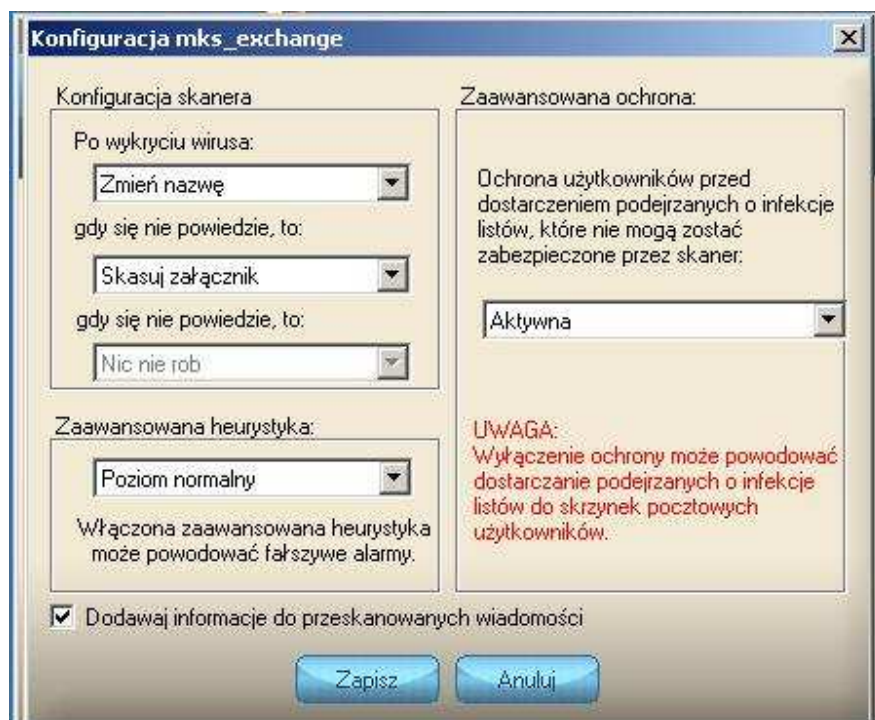 Konfiguracja mks_exchange
Konfiguracja skanera
Po wykryciu wirusa:
Zmień nazwę
gdy się nie powiedzie, to:
Skasuj załącznik
gdy się nie powiedzie, to:
Nic nie rob
Zaawansowana heurystyka:
Poziom normalny
Włączona zaawansowana heurystyka
może powodować fałszywe alarmy.
Zaawansowana ochrona:
Ochrona użytkowników przed
dostarczeniem podejrzanych o infekcje
listów, które nie mogą zostać
zabezpieczone przez skaner:
Aktywna
UWAGA:
Wyłączenie ochrony może powodować
dostarczanie podejrzanych o infekcje
listów do skrzynek pocztowych
użytkowników.
Dodawaj informacje do przeskanowanych wiadomości
Zapisz
Anuluj